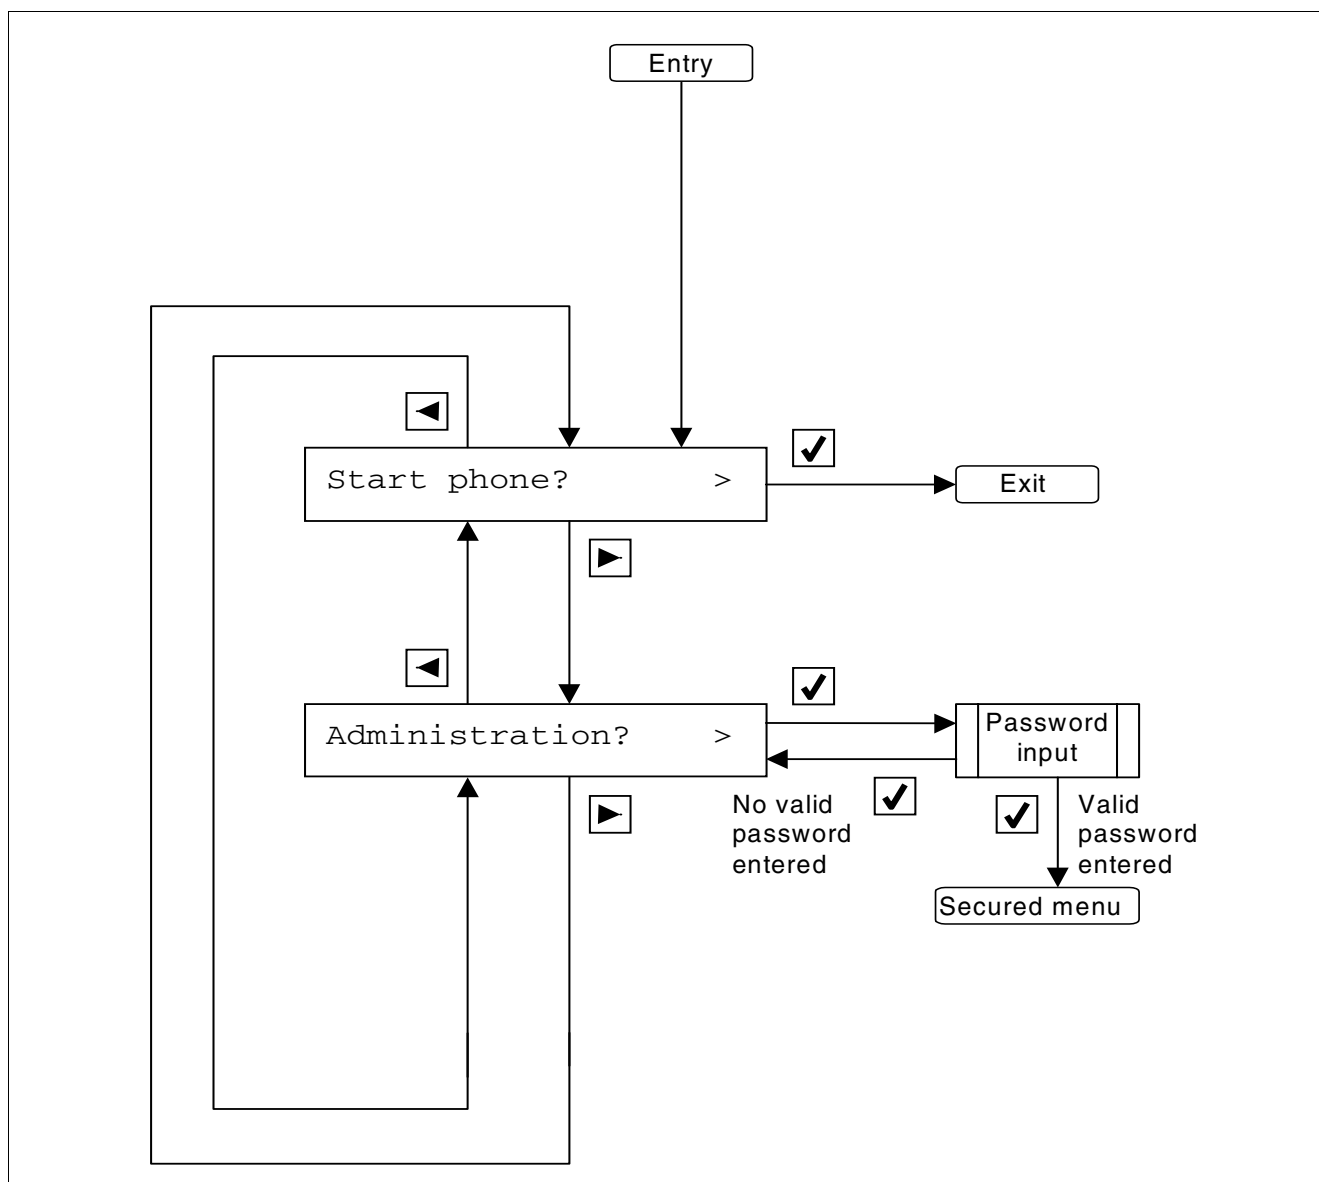 Entry
Start phone? >
Exit
Administration? >
Password
input
No valid
password
entered
Valid
password
entered
Secured menu